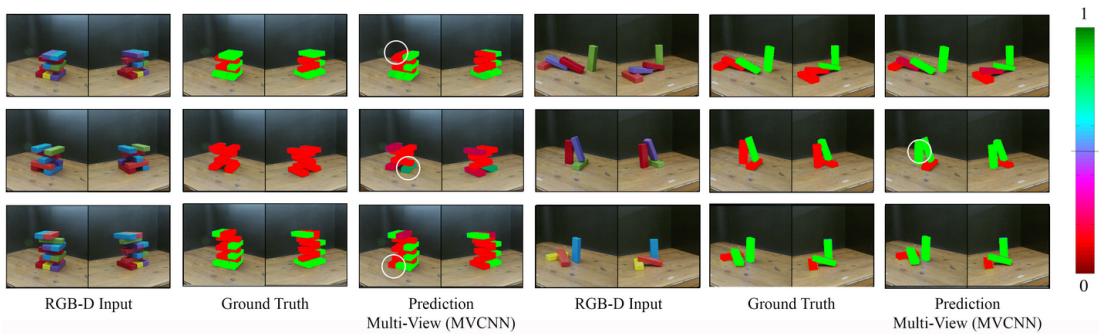 1
0
RGB-D Input
Ground Truth
Prediction
Multi-View (MVCNN)
RGB-D Input
Ground Truth
Prediction
Multi-View (MVCNN)